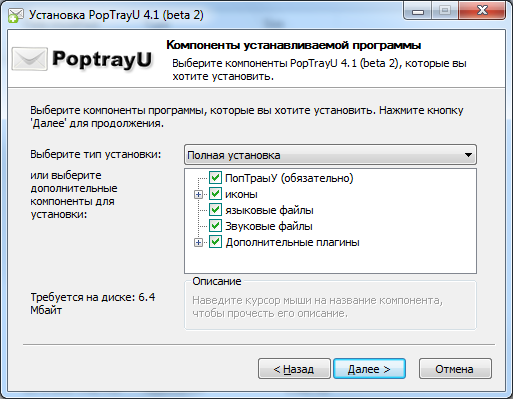 Установка PopTrayU 4.1 (beta 2)
PoptrayU
Компоненты устанавливаемой программы
Выберите компоненты PopTrayU 4.1 (beta 2), которые вы
хотите установить.
Выберите компоненты программы, которые вы хотите установить. Нажмите кнопку
'Далее' для продолжения.
Выберите тип установки:
Полная установка
или выберите
дополнительные
компоненты для
установки:
ПопТраыУ (обязательно)
иконы
языковые файлы
Звуковые файлы
Дополнительные плагины
Требуется на диске: 6.4
Мбайт
Описание
Наведите курсор мыши на название компонента,
чтобы прочесть его описание.
< Назад
Далее >
Отмена